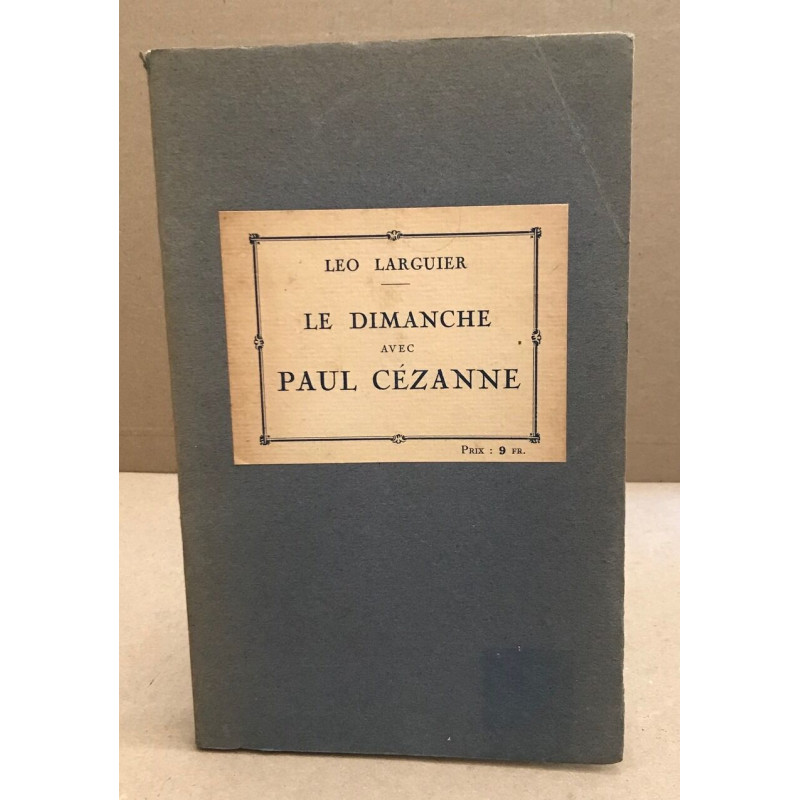 LEO LARGUIER
LE DIMANCHE
AVEC
PAUL CÉZANNE
PRIX : 9 FR.